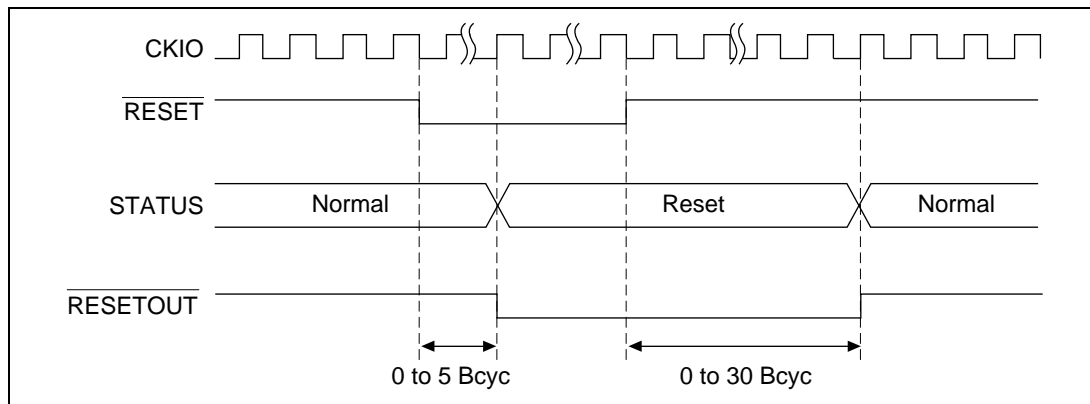 CKIO
RESET
STATUS
Normal
Reset
Normal
RESETOUT
0 to 5 Bcyc
0 to 30 Bcyc